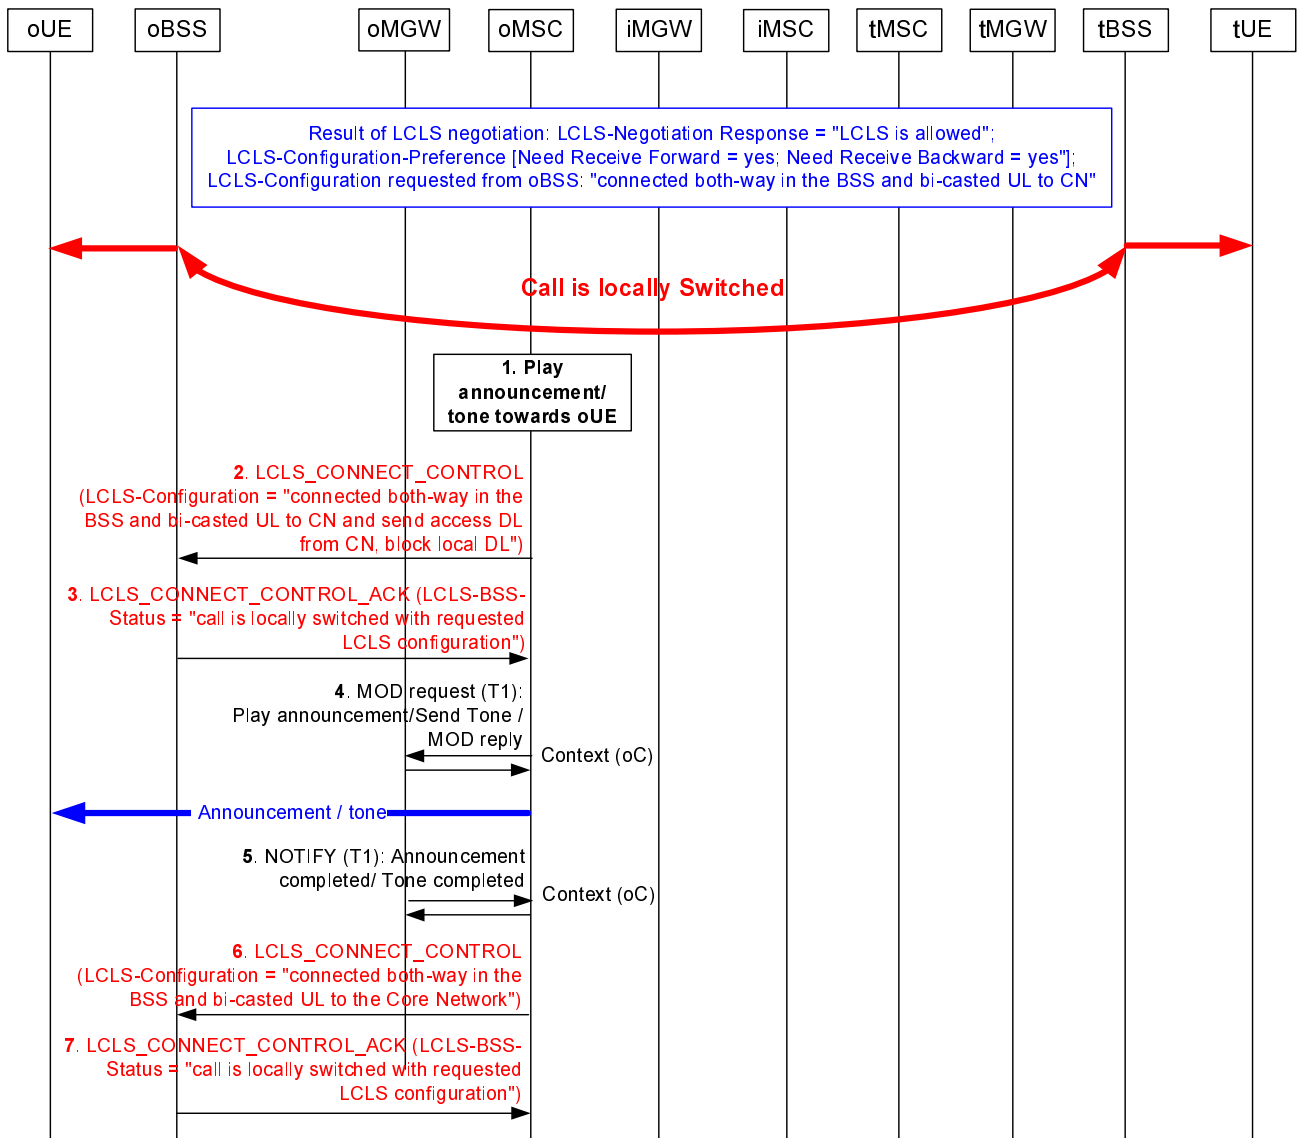 oUE oBSS oMGW oMSC iMGW iMSC tMSC tMGW tBSS tUE
Result of LCLS negotiation: LCLS-Negotiation Response = "LCLS is allowed";
LCLS-Configuration-Preference [Need Receive Forward = yes; Need Receive Backward = yes"];
LCLS-Configuration requested from oBSS: "connected both-way in the BSS and bi-casted UL to CN"
Call is locally Switched
1. Play
announcement/
tone towards oUE
2. LCLS_CONNECT_CONTROL
(LCLS-Configuration = "connected both-way in the
BSS and bi-casted UL to CN and send access DL
from CN, block local DL")
3. LCLS_CONNECT_CONTROL_ACK (LCLS-BSS-
Status = "call is locally switched with requested
LCLS configuration")
4. MOD request (T1):
Play announcement/Send Tone /
MOD reply
Context (oC)
Announcement / tone
5. NOTIFY (T1): Announcement
completed/ Tone completed
Context (oC)
6. LCLS_CONNECT_CONTROL
(LCLS-Configuration = "connected both-way in the
BSS and bi-casted UL to the Core Network")
7. LCLS_CONNECT_CONTROL_ACK (LCLS-BSS-
Status = "call is locally switched with requested
LCLS configuration")